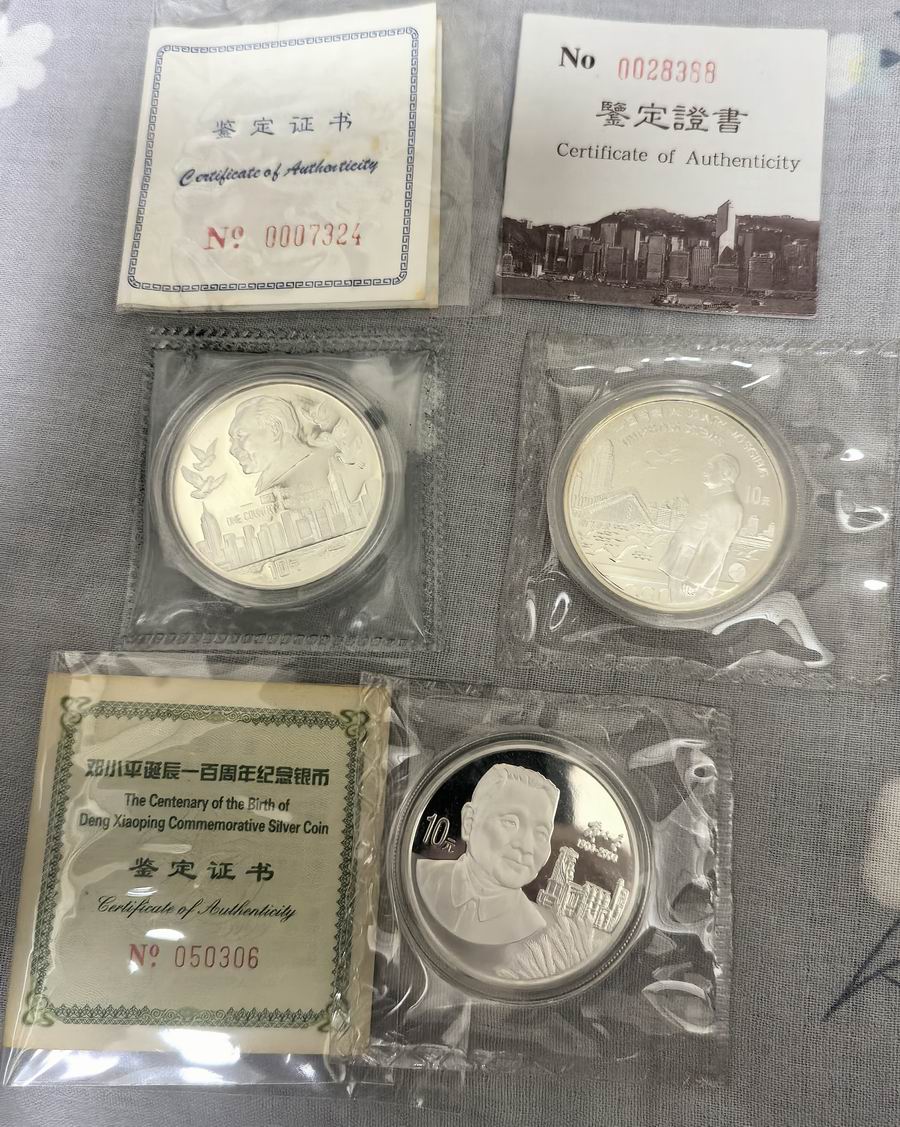 鉴定证书
Certificate of Authenticity
Nº 0007324
No 0028388
鑒定證書
Certificate of Authenticity
ONE COUNTRY
10元
10元
邓小平诞辰一百周年纪念银币
The Centenary of the Birth of
Deng Xiaoping Commemorative Silver Coin
鉴定证书
Certificate of Authenticity
Nº 050306
10元
1904-2004